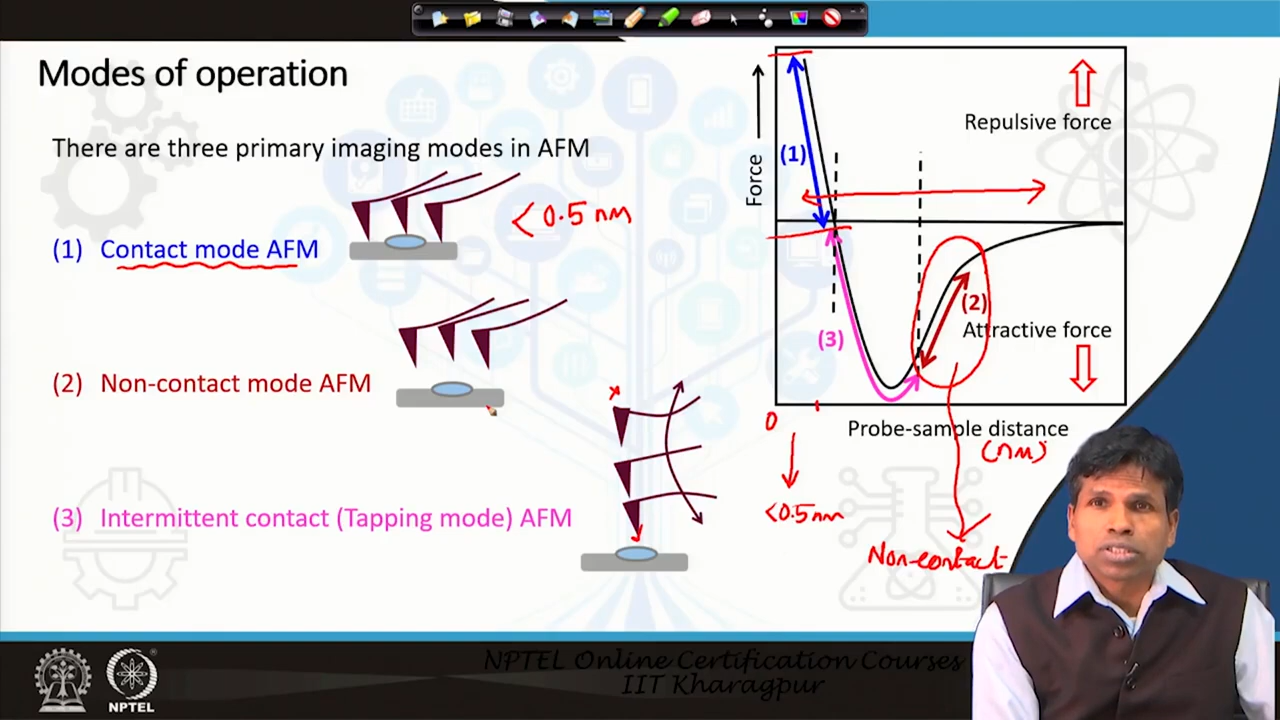 Modes of operation
There are three primary imaging modes in AFM
< 0.5 nm
(1) Contact mode AFM
(2) Non-contact mode AFM
(3) Intermittent contact (Tapping mode) AFM
Force
Repulsive force
(1)
(2)
Attractive force
(3)
0
Probe-sample distance
(nm)
<0.5nm
Non-contact
NPTEL Online Certification Courses
IIT Kharagpur
NPTEL